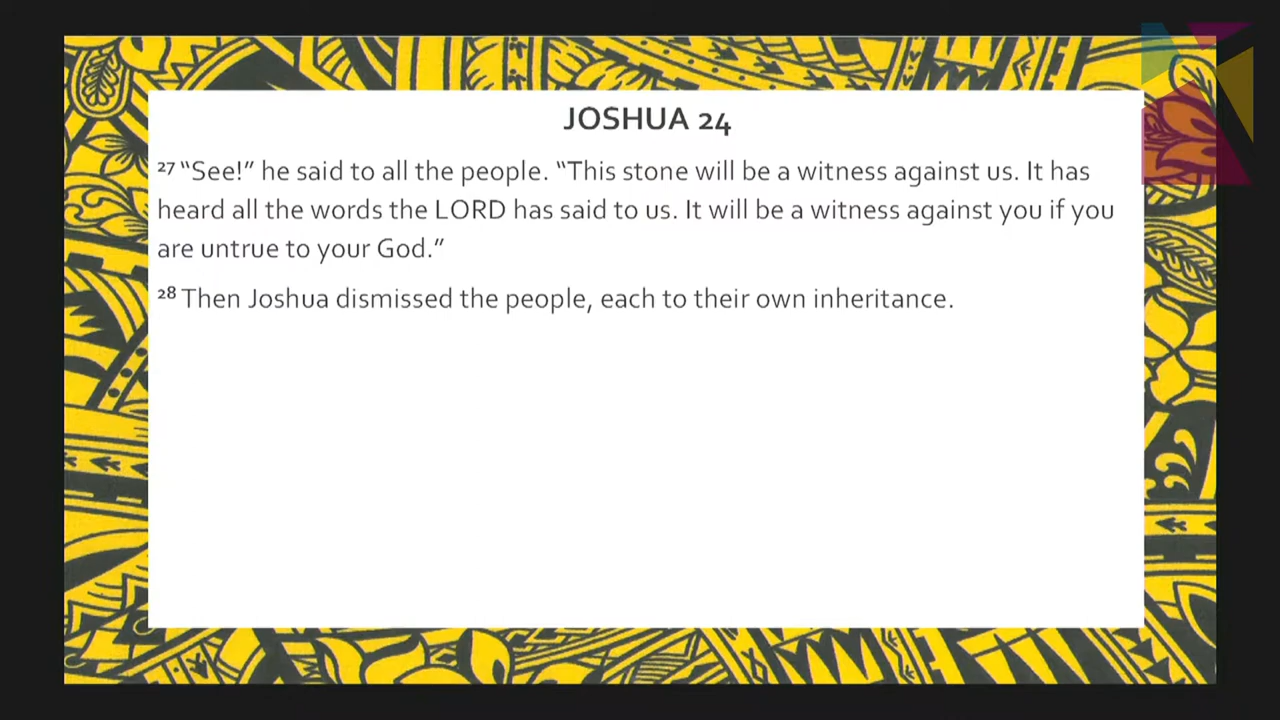 JOSHUA 24
27 “See!” he said to all the people. “This stone will be a witness against us. It has
heard all the words the LORD has said to us. It will be a witness against you if you
are untrue to your God.”
28 Then Joshua dismissed the people, each to their own inheritance.